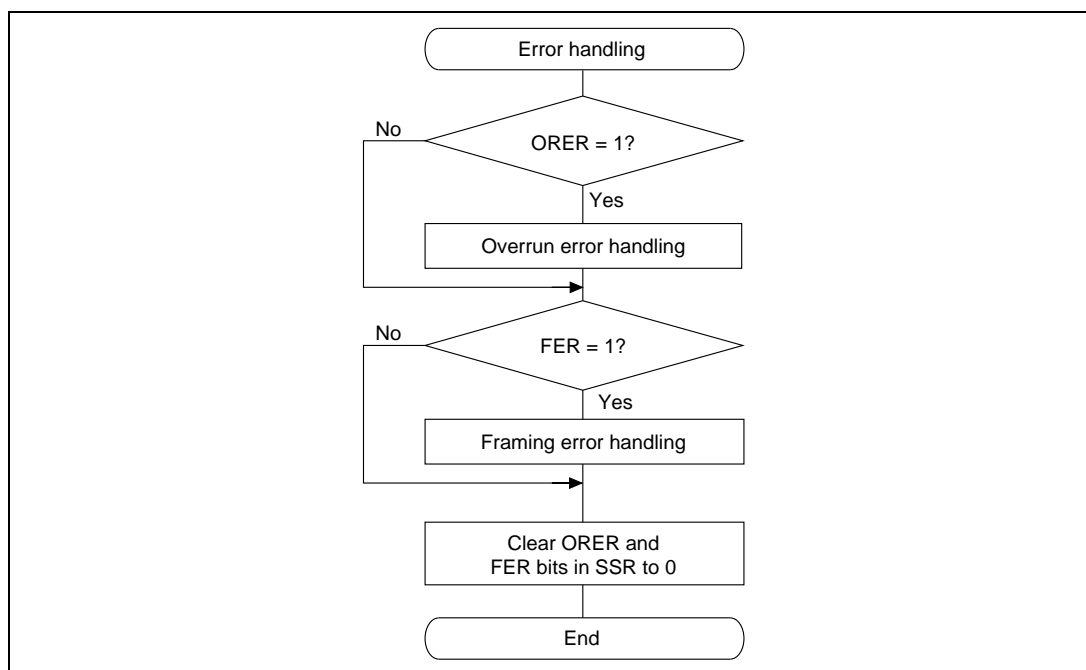 Error handling
No
ORER = 1?
Yes
Overrun error handling
No
FER = 1?
Yes
Framing error handling
Clear ORER and
FER bits in SSR to 0
End